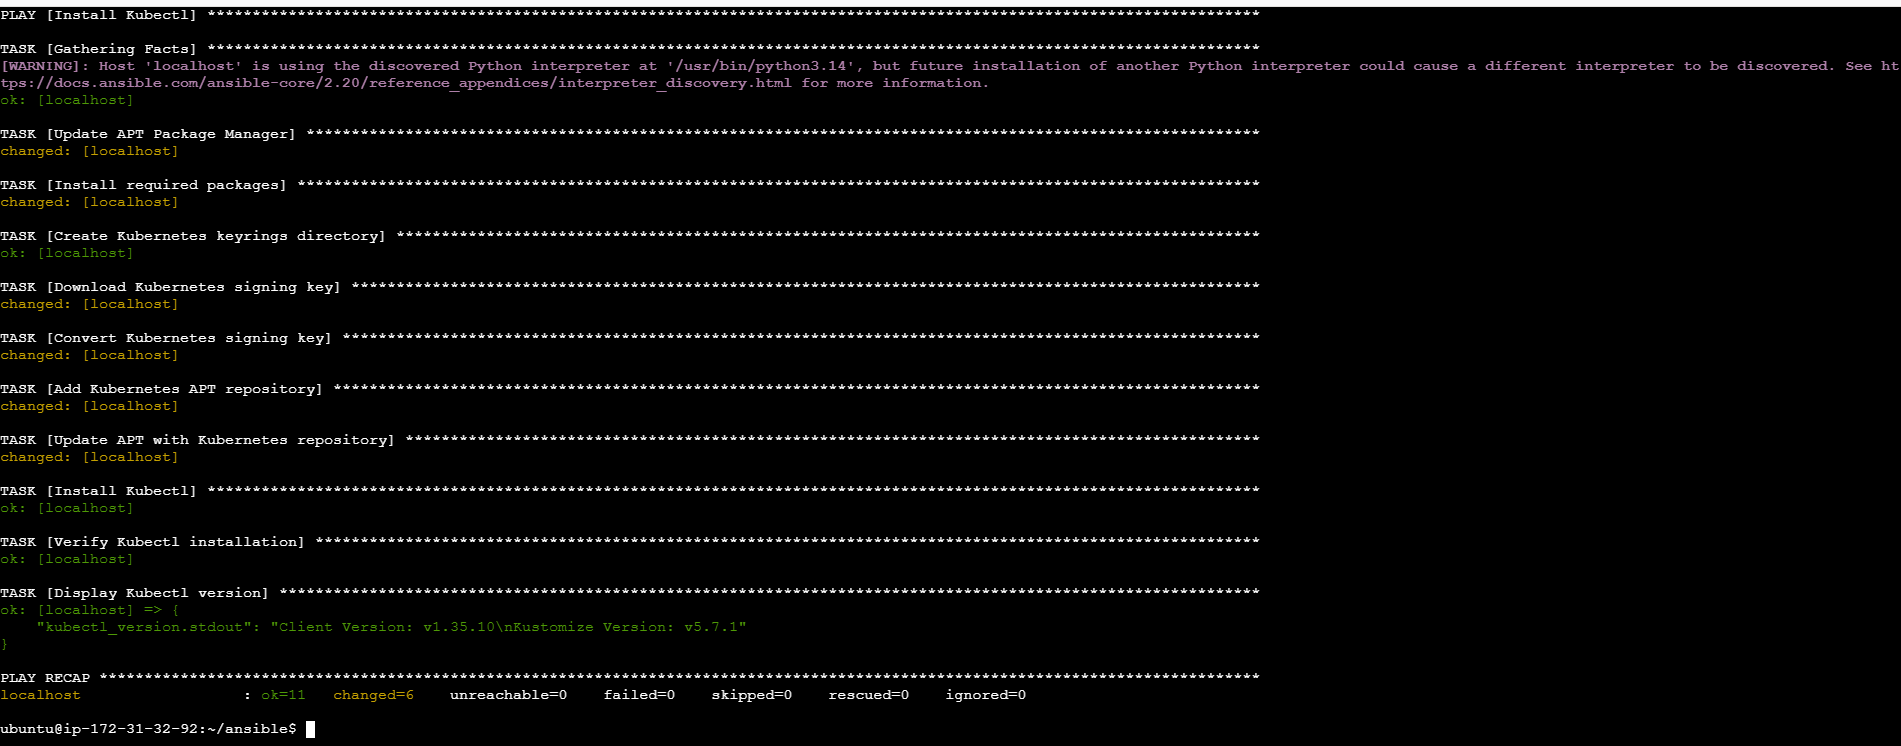 PLAY [Install Kubectl] *********************************************************************************************************************
TASK [Gathering Facts] *********************************************************************************************************************
[WARNING]: Host 'localhost' is using the discovered Python interpreter at '/usr/bin/python3.14', but future installation of another Python interpreter could cause a different interpreter to be discovered. See ht
tps://docs.ansible.com/ansible-core/2.20/reference_appendices/interpreter_discovery.html for more information.
ok: [localhost]
TASK [Update APT Package Manager] **********************************************************************************************************
changed: [localhost]
TASK [Install required packages] ***********************************************************************************************************
changed: [localhost]
TASK [Create Kubernetes keyrings directory] ************************************************************************************************
ok: [localhost]
TASK [Download Kubernetes signing key] *****************************************************************************************************
changed: [localhost]
TASK [Convert Kubernetes signing key] ******************************************************************************************************
changed: [localhost]
TASK [Add Kubernetes APT repository] *******************************************************************************************************
changed: [localhost]
TASK [Update APT with Kubernetes repository] ***********************************************************************************************
changed: [localhost]
TASK [Install Kubectl] *********************************************************************************************************************
ok: [localhost]
TASK [Verify Kubectl installation] *********************************************************************************************************
ok: [localhost]
TASK [Display Kubectl version] *************************************************************************************************************
ok: [localhost] => {
    "kubectl_version.stdout": "Client Version: v1.35.10\nKustomize Version: v5.7.1"
}
PLAY RECAP *********************************************************************************************************************************
localhost                  : ok=11   changed=6    unreachable=0    failed=0    skipped=0    rescued=0    ignored=0
ubuntu@ip-172-31-32-92:~/ansible$